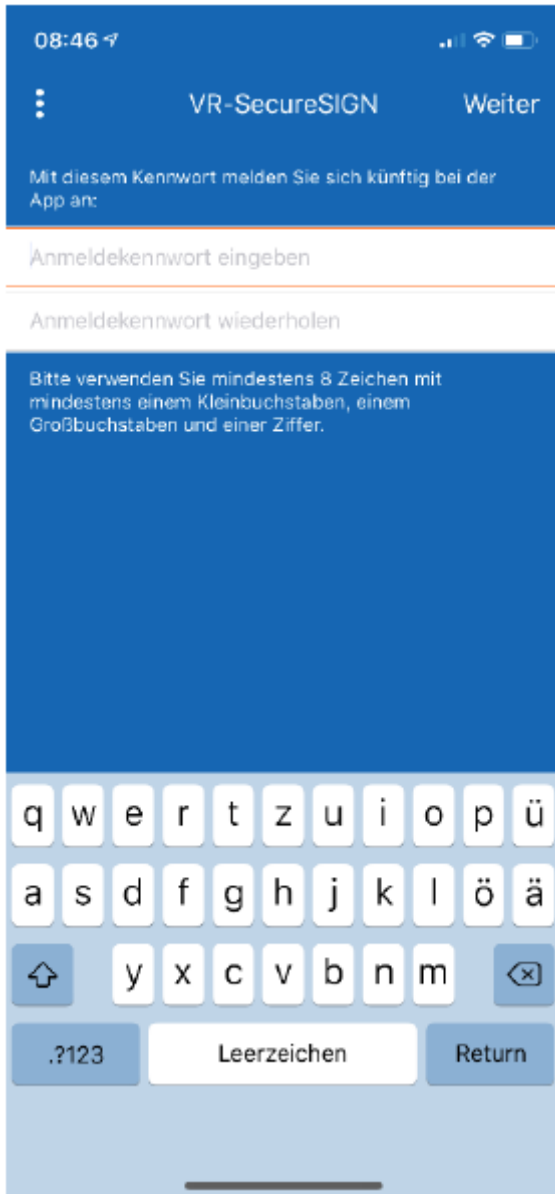 08:46
VR-SecureSIGN Weiter
Mit diesem Kennwort melden Sie sich künftig bei der
App an:
Anmeldekennwort eingeben
Anmeldekennwort wiederholen
Bitte verwenden Sie mindestens 8 Zeichen mit
mindestens einem Kleinbuchstaben, einem
Großbuchstaben und einer Ziffer.
q w e r t z u i o p ü
a s d f g h j k l ö ä
y x c v b n m
.?123 Leerzeichen Return